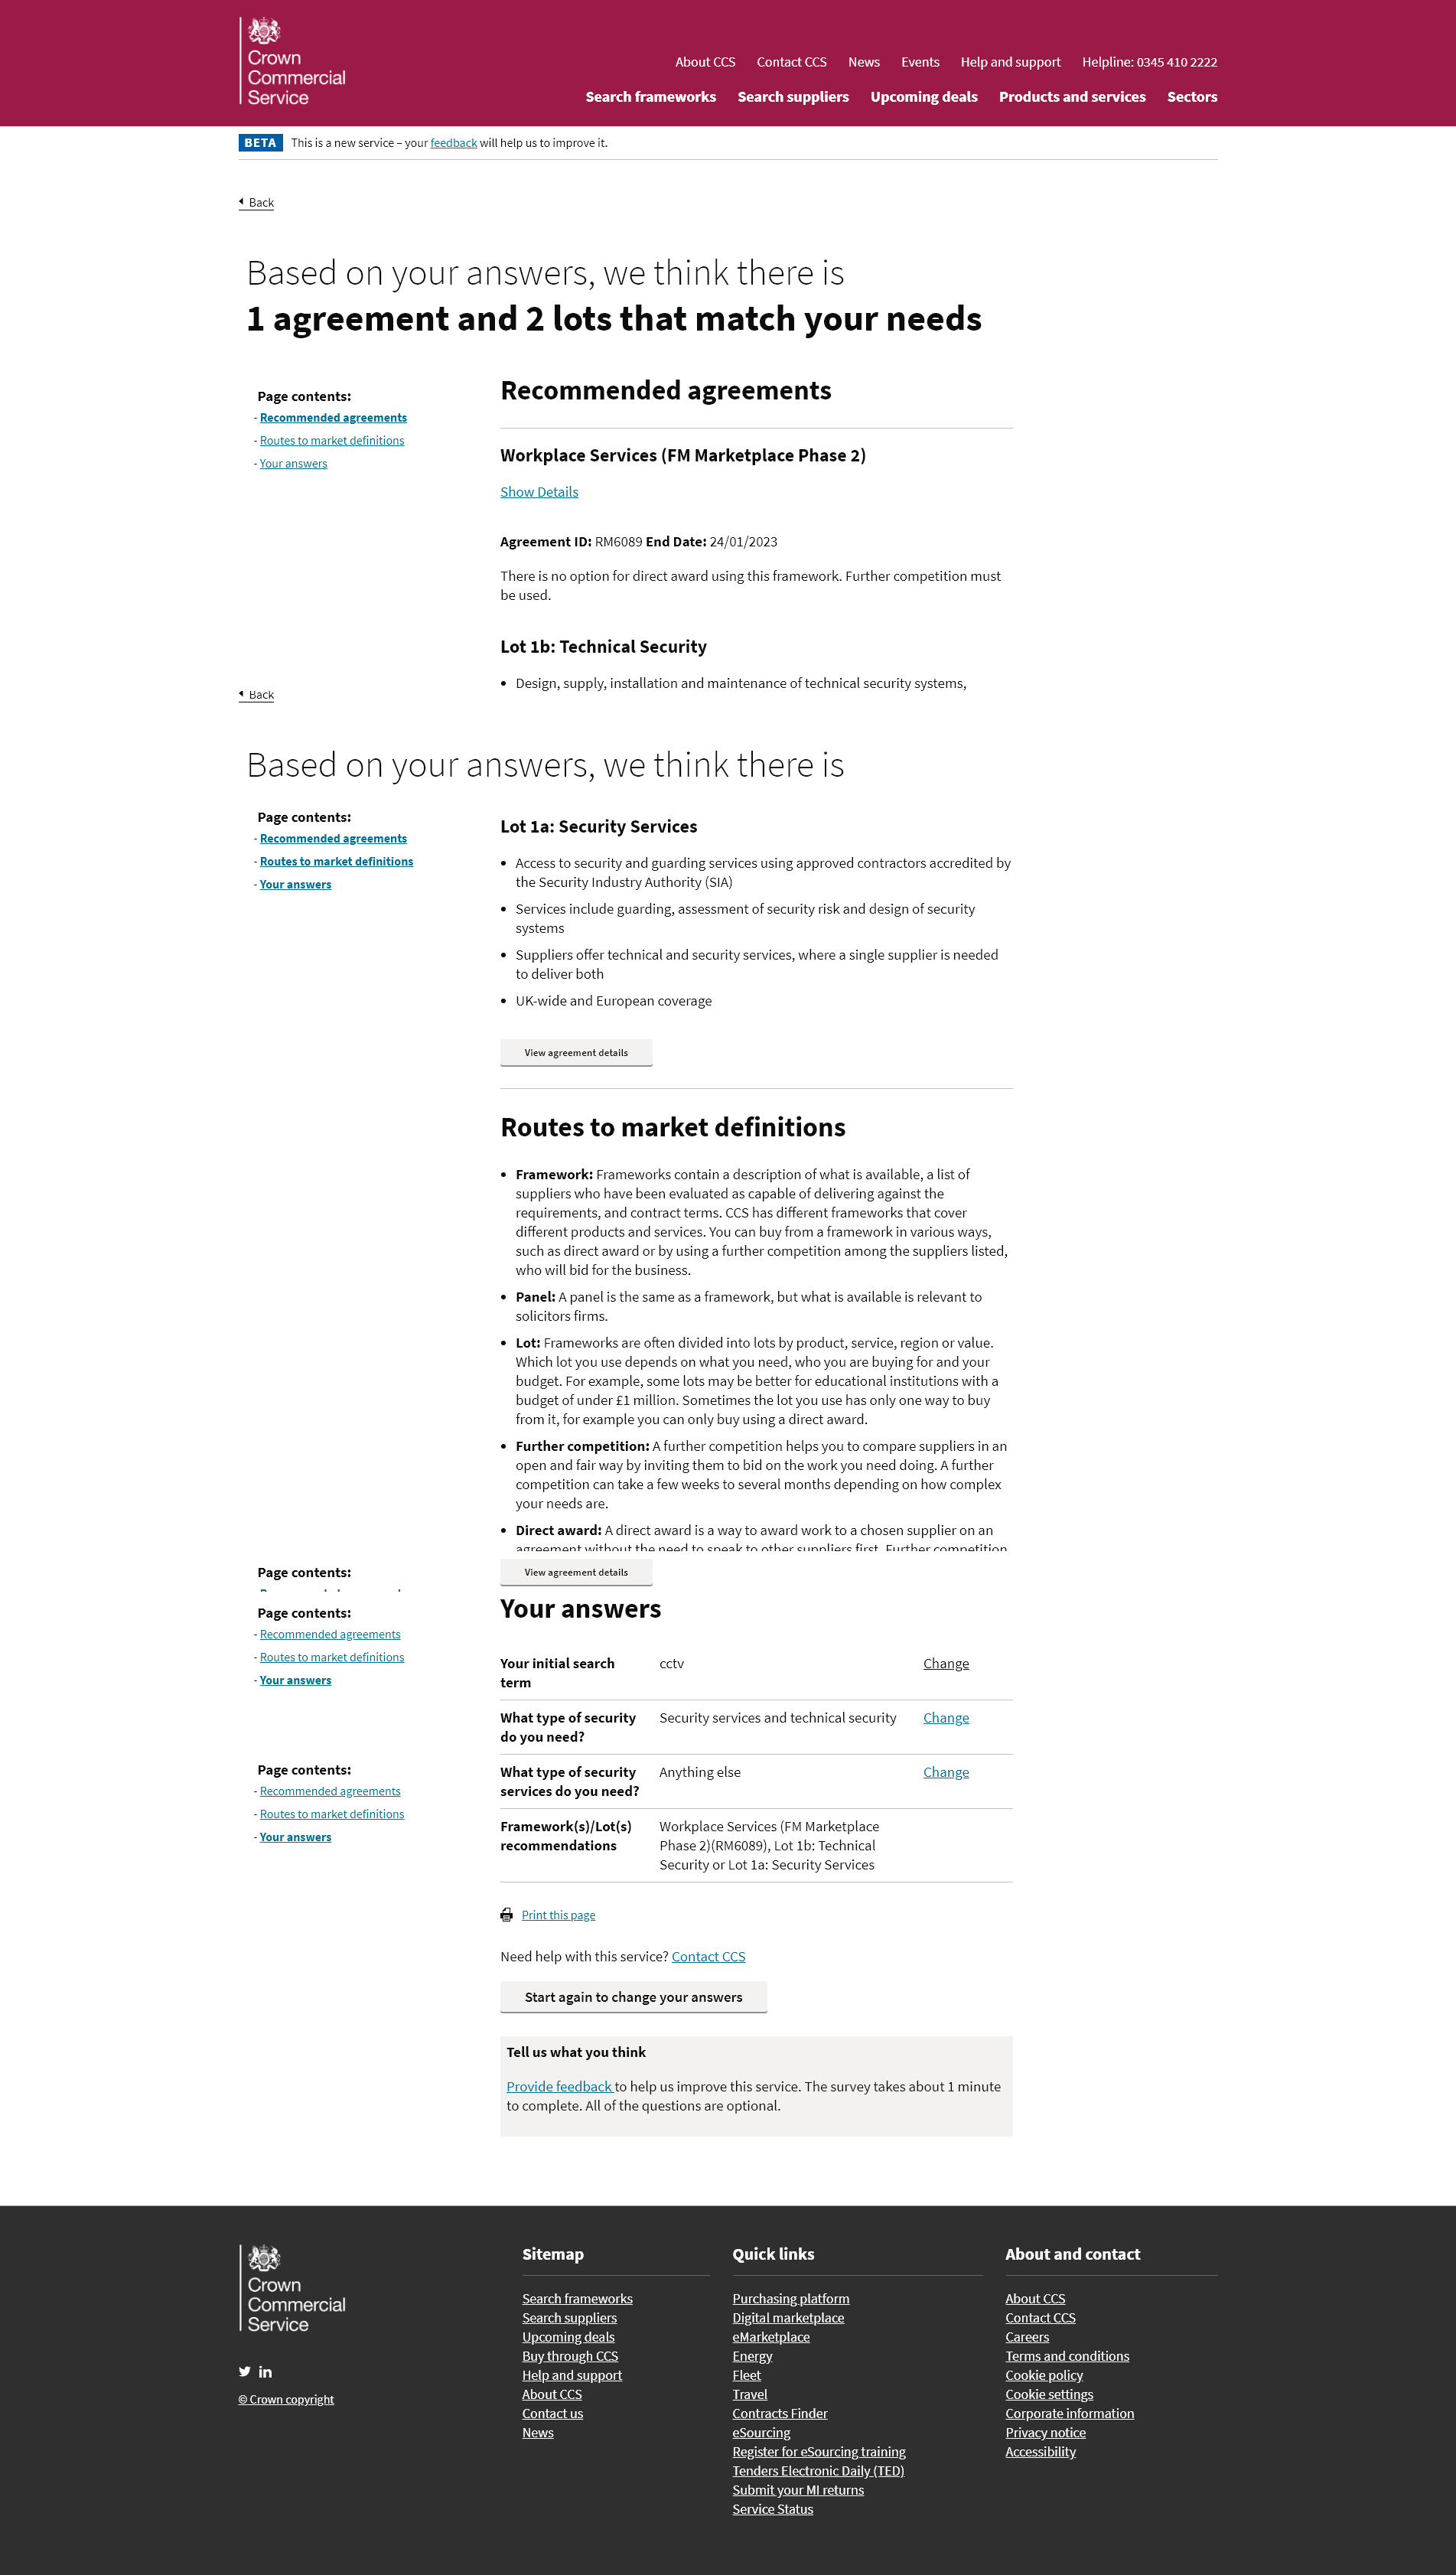 Crown
Commercial
Service
About CCS Contact CCS News Events Help and support Helpline: 0345 410 2222
Search frameworks Search suppliers Upcoming deals Products and services Sectors
BETA This is a new service – your feedback will help us to improve it.
Back
Based on your answers, we think there is
1 agreement and 2 lots that match your needs
Page contents:
- Recommended agreements
- Routes to market definitions
- Your answers
Recommended agreements
Workplace Services (FM Marketplace Phase 2)
Show Details
Agreement ID: RM6089 End Date: 24/01/2023
There is no option for direct award using this framework. Further competition must
be used.
Lot 1b: Technical Security
• Design, supply, installation and maintenance of technical security systems,
Back
Based on your answers, we think there is
Page contents:
- Recommended agreements
- Routes to market definitions
- Your answers
Lot 1a: Security Services
• Access to security and guarding services using approved contractors accredited by
the Security Industry Authority (SIA)
• Services include guarding, assessment of security risk and design of security
systems
• Suppliers offer technical and security services, where a single supplier is needed
to deliver both
• UK-wide and European coverage
View agreement details
Routes to market definitions
• Framework: Frameworks contain a description of what is available, a list of
suppliers who have been evaluated as capable of delivering against the
requirements, and contract terms. CCS has different frameworks that cover
different products and services. You can buy from a framework in various ways,
such as direct award or by using a further competition among the suppliers listed,
who will bid for the business.
• Panel: A panel is the same as a framework, but what is available is relevant to
solicitors firms.
• Lot: Frameworks are often divided into lots by product, service, region or value.
Which lot you use depends on what you need, who you are buying for and your
budget. For example, some lots may be better for educational institutions with a
budget of under £1 million. Sometimes the lot you use has only one way to buy
from it, for example you can only buy using a direct award.
• Further competition: A further competition helps you to compare suppliers in an
open and fair way by inviting them to bid on the work you need doing. A further
competition can take a few weeks to several months depending on how complex
your needs are.
• Direct award: A direct award is a way to award work to a chosen supplier on an
agreement without the need to speak to other suppliers first. Further competition
Page contents:
View agreement details
Page contents:
- Recommended agreements
- Routes to market definitions
- Your answers
Your answers
Your initial search term cctv Change
What type of security do you need? Security services and technical security Change
Page contents:
- Recommended agreements
- Routes to market definitions
- Your answers
What type of security services do you need? Anything else Change
Framework(s)/Lot(s) recommendations Workplace Services (FM Marketplace Phase 2)(RM6089), Lot 1b: Technical Security or Lot 1a: Security Services
Print this page
Need help with this service? Contact CCS
Start again to change your answers
Tell us what you think
Provide feedback to help us improve this service. The survey takes about 1 minute
to complete. All of the questions are optional.
Crown
Commercial
Service
© Crown copyright
Sitemap
Search frameworks
Search suppliers
Upcoming deals
Buy through CCS
Help and support
About CCS
Contact us
News
Quick links
Purchasing platform
Digital marketplace
eMarketplace
Energy
Fleet
Travel
Contracts Finder
eSourcing
Register for eSourcing training
Tenders Electronic Daily (TED)
Submit your MI returns
Service Status
About and contact
About CCS
Contact CCS
Careers
Terms and conditions
Cookie policy
Cookie settings
Corporate information
Privacy notice
Accessibility